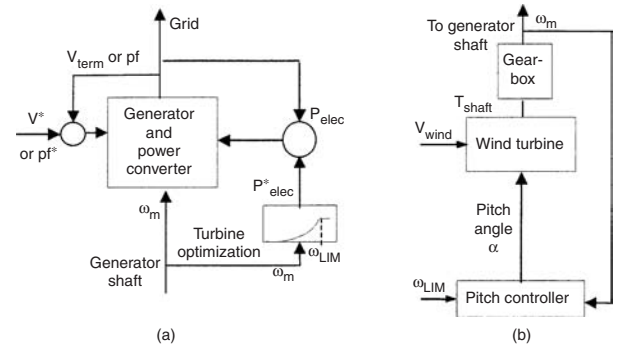 (a)
Grid
V_term or pf
V*
or pf*
Generator
and
power
converter
P_elec
P*_elec
ω_m
Turbine
optimization
ω_LIM
Generator
shaft
ω_m
(a)
To generator
shaft
ω_m
Gear-
box
T_shaft
V_wind
Wind turbine
Pitch
angle
α
ω_LIM
Pitch controller
(b)